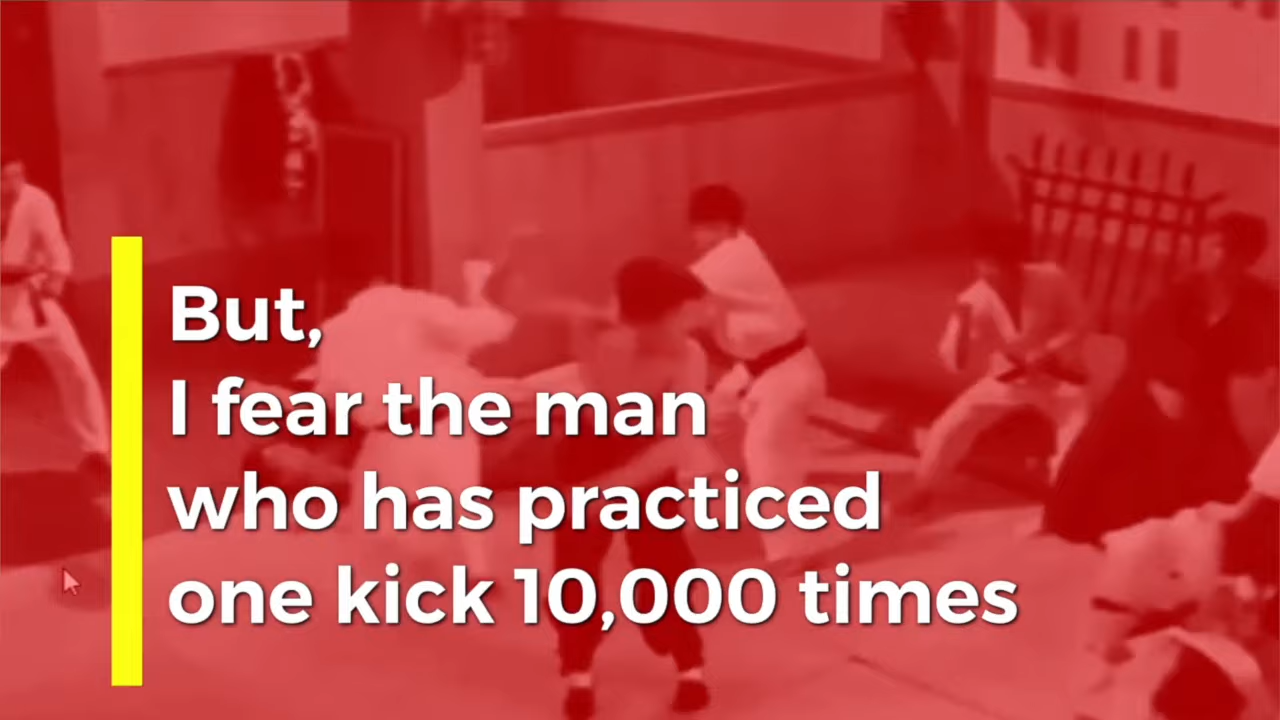 But,
I fear the man
who has practiced
one kick 10,000 times